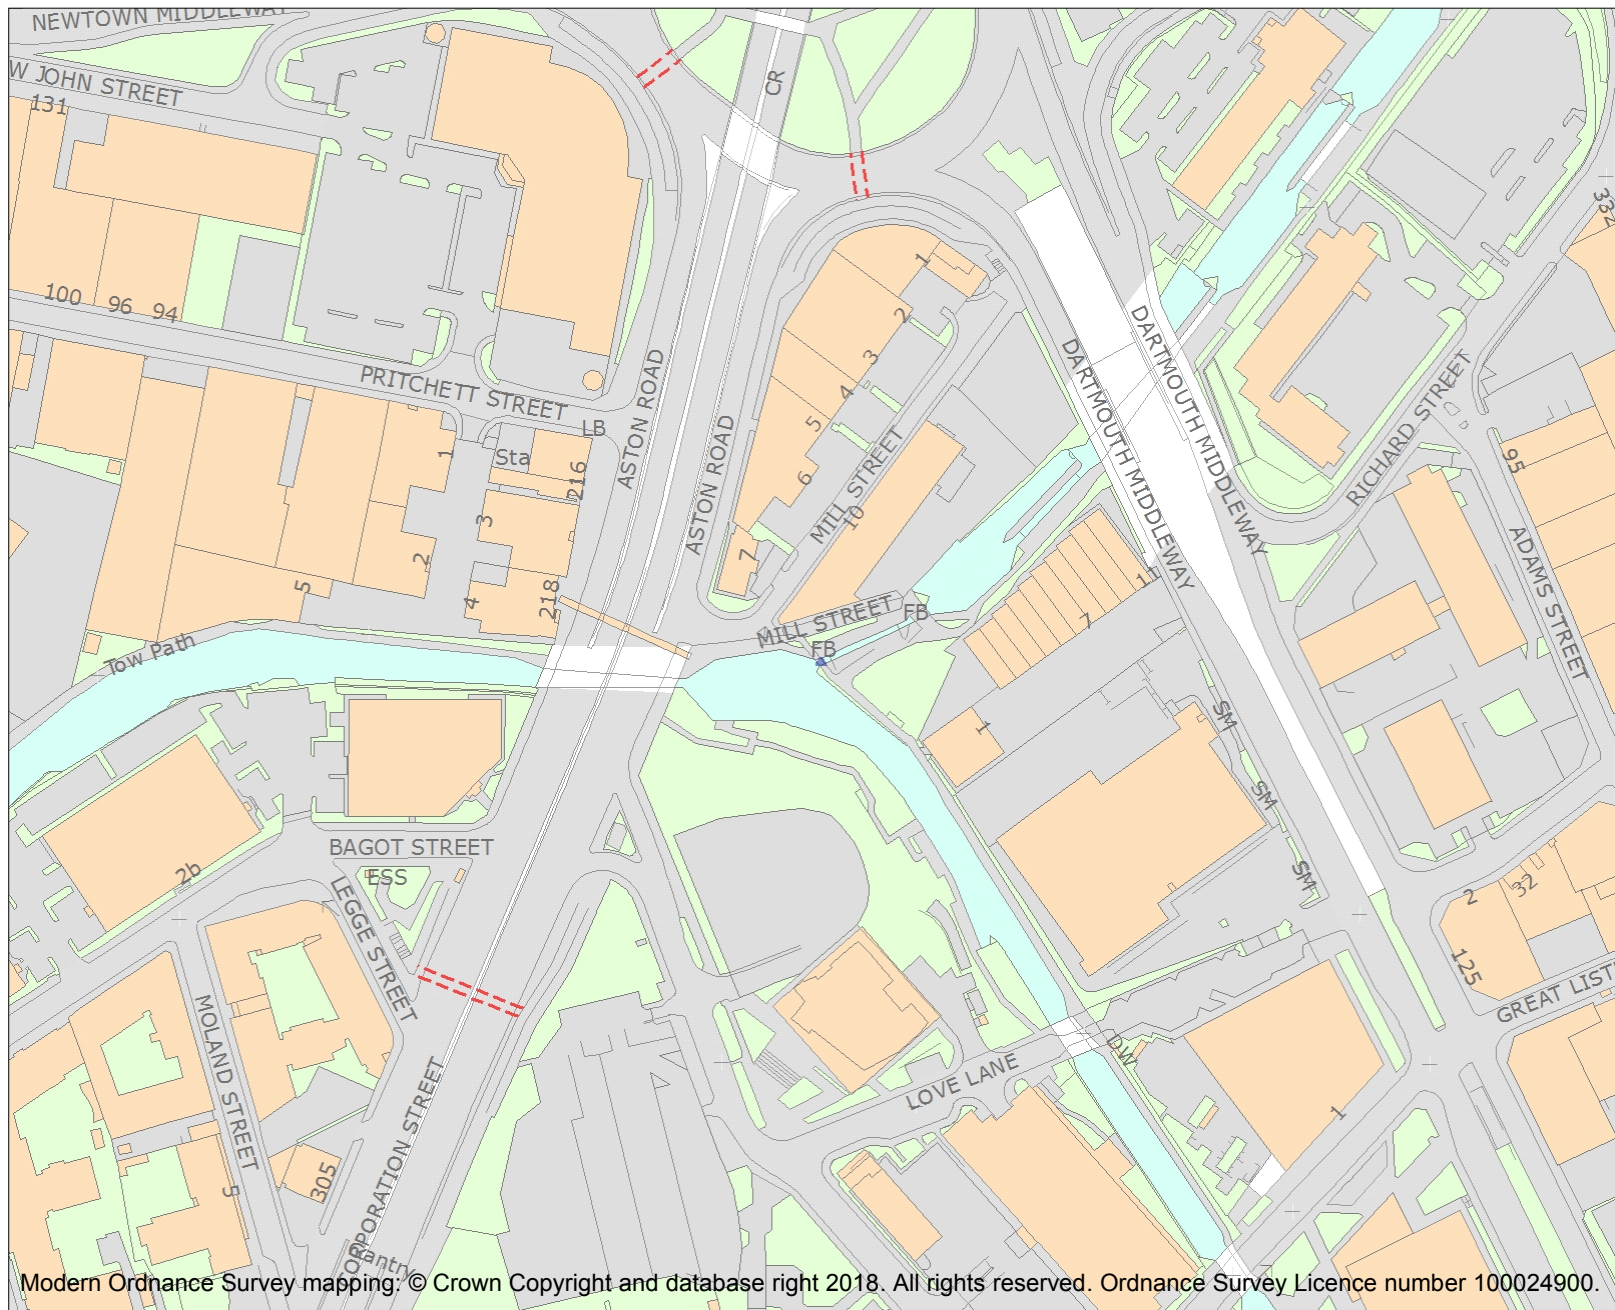 NEWTOWN MIDDLEWAY
W JOHN STREET
131
CR
332
100
96
94
1
2
3
4
5
6
7
PRITCHETT STREET
LB
Sta
216
1
3
2
5
4
218
ASTON ROAD
ASTON ROAD
MILL STREET
10
DARTMOUTH MIDDLEWAY
DARTMOUTH MIDDLEWAY
RICHARD STREET
95
ADAMS STREET
11
7
MILL STREET
FB
FB
Tow Path
1
SM
SM
SM
BAGOT STREET
ESS
2b
LEGGE STREET
2
32
125
GREAT LIST
MOLAND STREET
LOVE LANE
DW
1
5
305
CORPORATION STREET
Gantry
Modern Ordnance Survey mapping: © Crown Copyright and database right 2018. All rights reserved. Ordnance Survey Licence number 100024900.